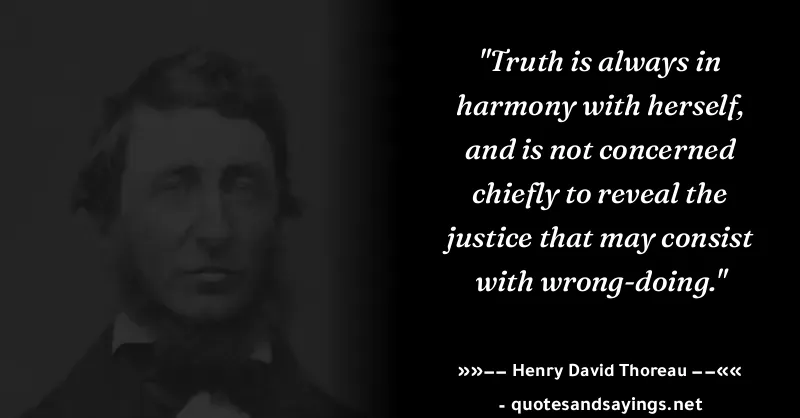 "Truth is always in
harmony with herself,
and is not concerned
chiefly to reveal the
justice that may consist
with wrong-doing."
»»−− Henry David Thoreau −−««
- quotesandsayings.net